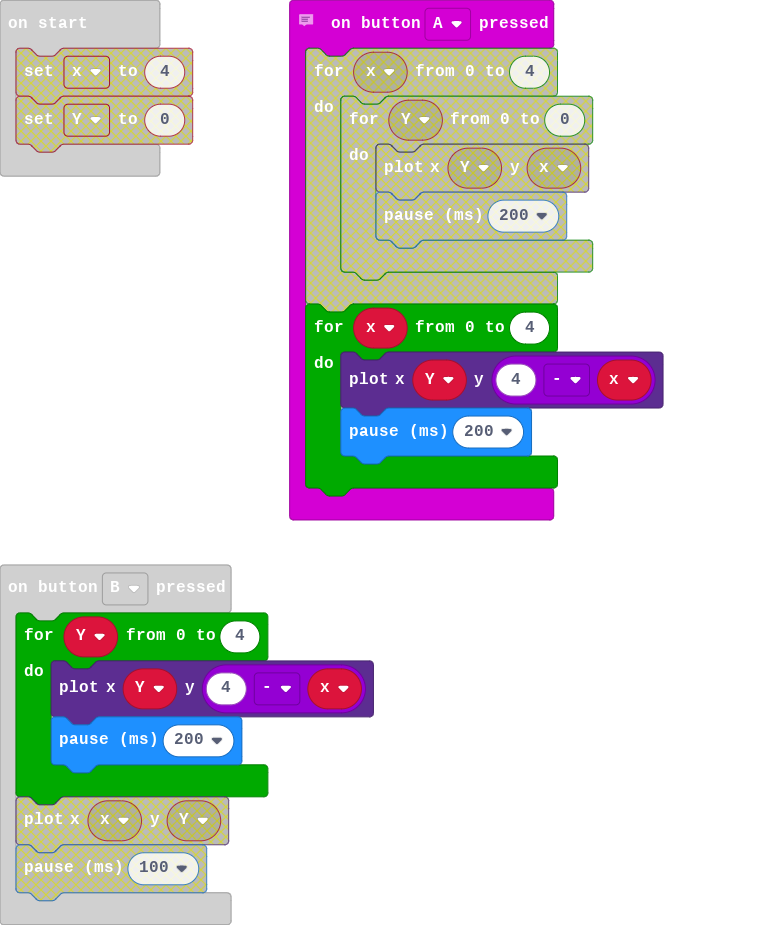 on start
set x to 4
set Y to 0
on button A pressed
for x from 0 to 4
do
for Y from 0 to 0
do
plot x Y y x
pause (ms) 200
for x from 0 to 4
do
plot x Y y 4 - x
pause (ms) 200
on button B pressed
for Y from 0 to 4
do
plot x Y y 4 - x
pause (ms) 200
plot x x y Y
pause (ms) 100